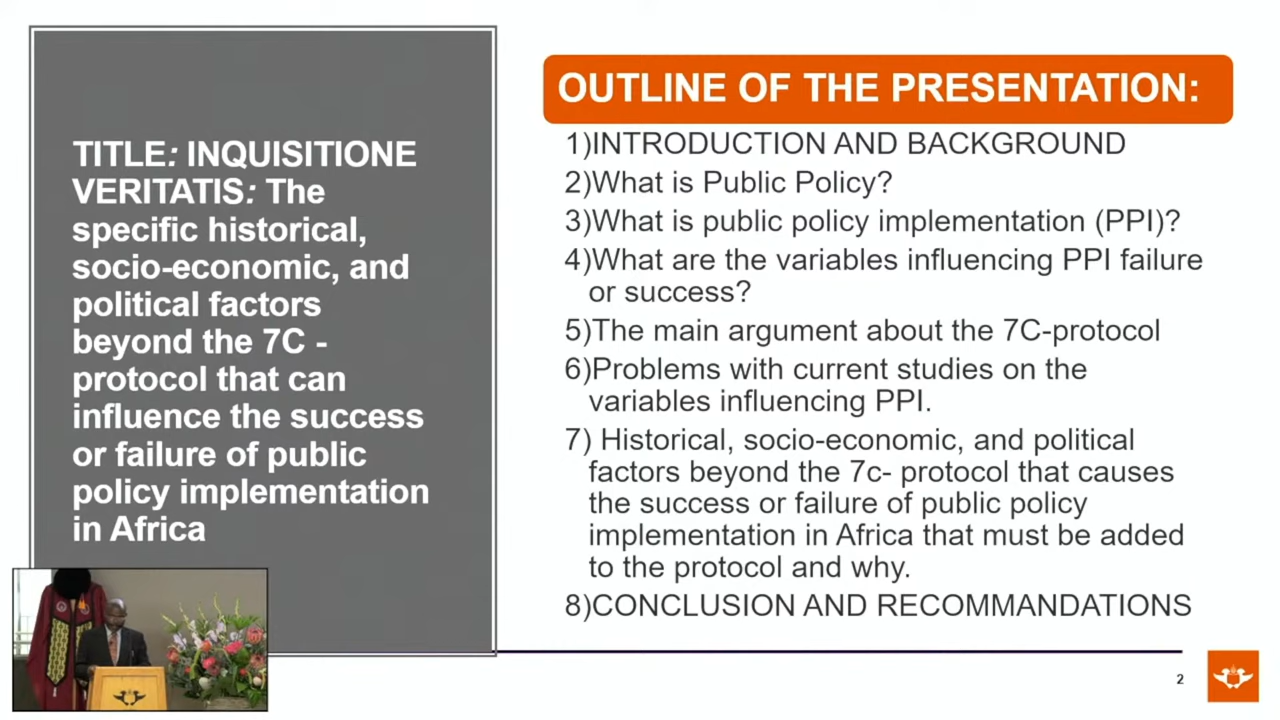 TITLE: INQUISITIONE
VERITATIS: The
specific historical,
socio-economic, and
political factors
beyond the 7C -
protocol that can
influence the success
or failure of public
policy implementation
in Africa
OUTLINE OF THE PRESENTATION:
1)INTRODUCTION AND BACKGROUND
2)What is Public Policy?
3)What is public policy implementation (PPI)?
4)What are the variables influencing PPI failure
or success?
5)The main argument about the 7C-protocol
6)Problems with current studies on the
variables influencing PPI.
7) Historical, socio-economic, and political
factors beyond the 7c- protocol that causes
the success or failure of public policy
implementation in Africa that must be added
to the protocol and why.
8)CONCLUSION AND RECOMMANDATIONS
2